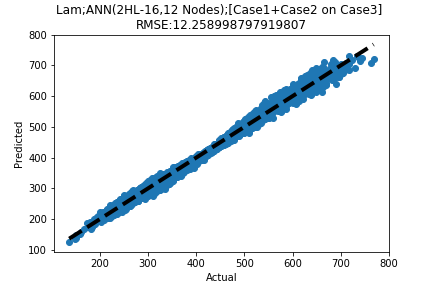 Lam;ANN(2HL-16,12 Nodes);[Case1+Case2 on Case3]
RMSE:12.258998797919807
800
700
600
500
400
300
200
100
Predicted
200 300 400 500 600 700 800
Actual